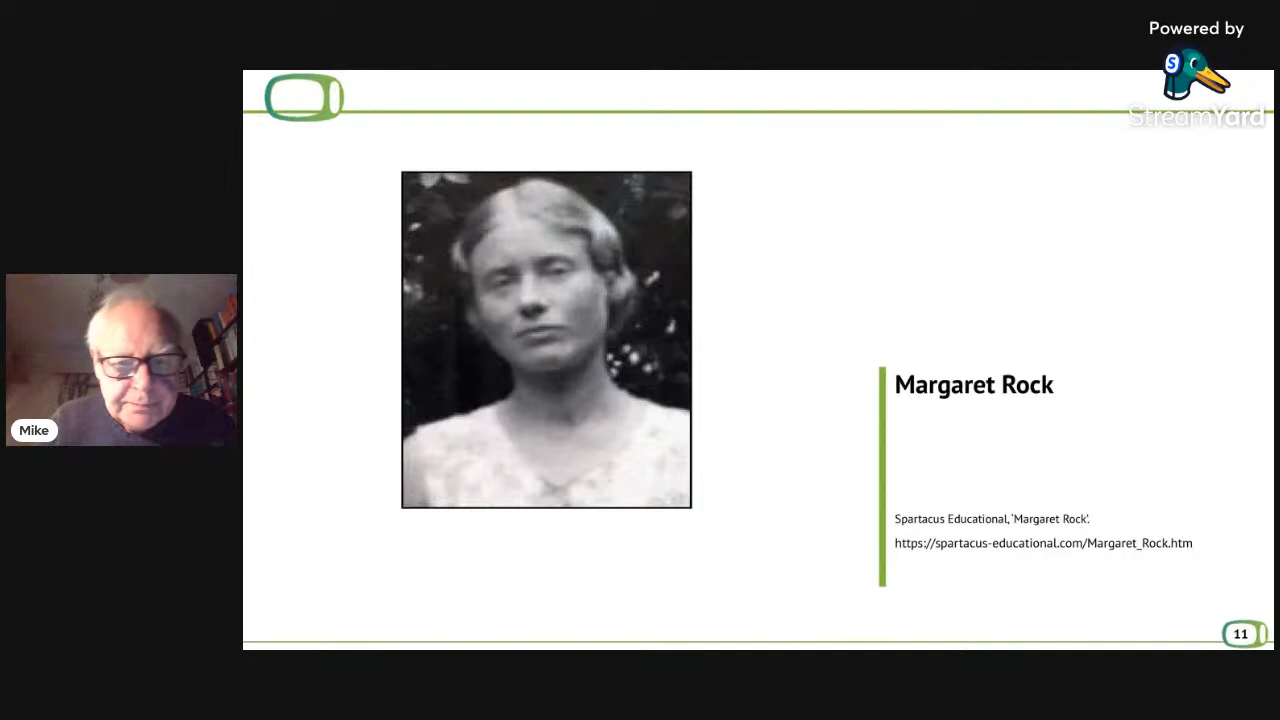 Powered by
S
StreamYard
Mike
Margaret Rock
Spartacus Educational, ‘Margaret Rock’.
https://spartacus-educational.com/Margaret_Rock.htm
11